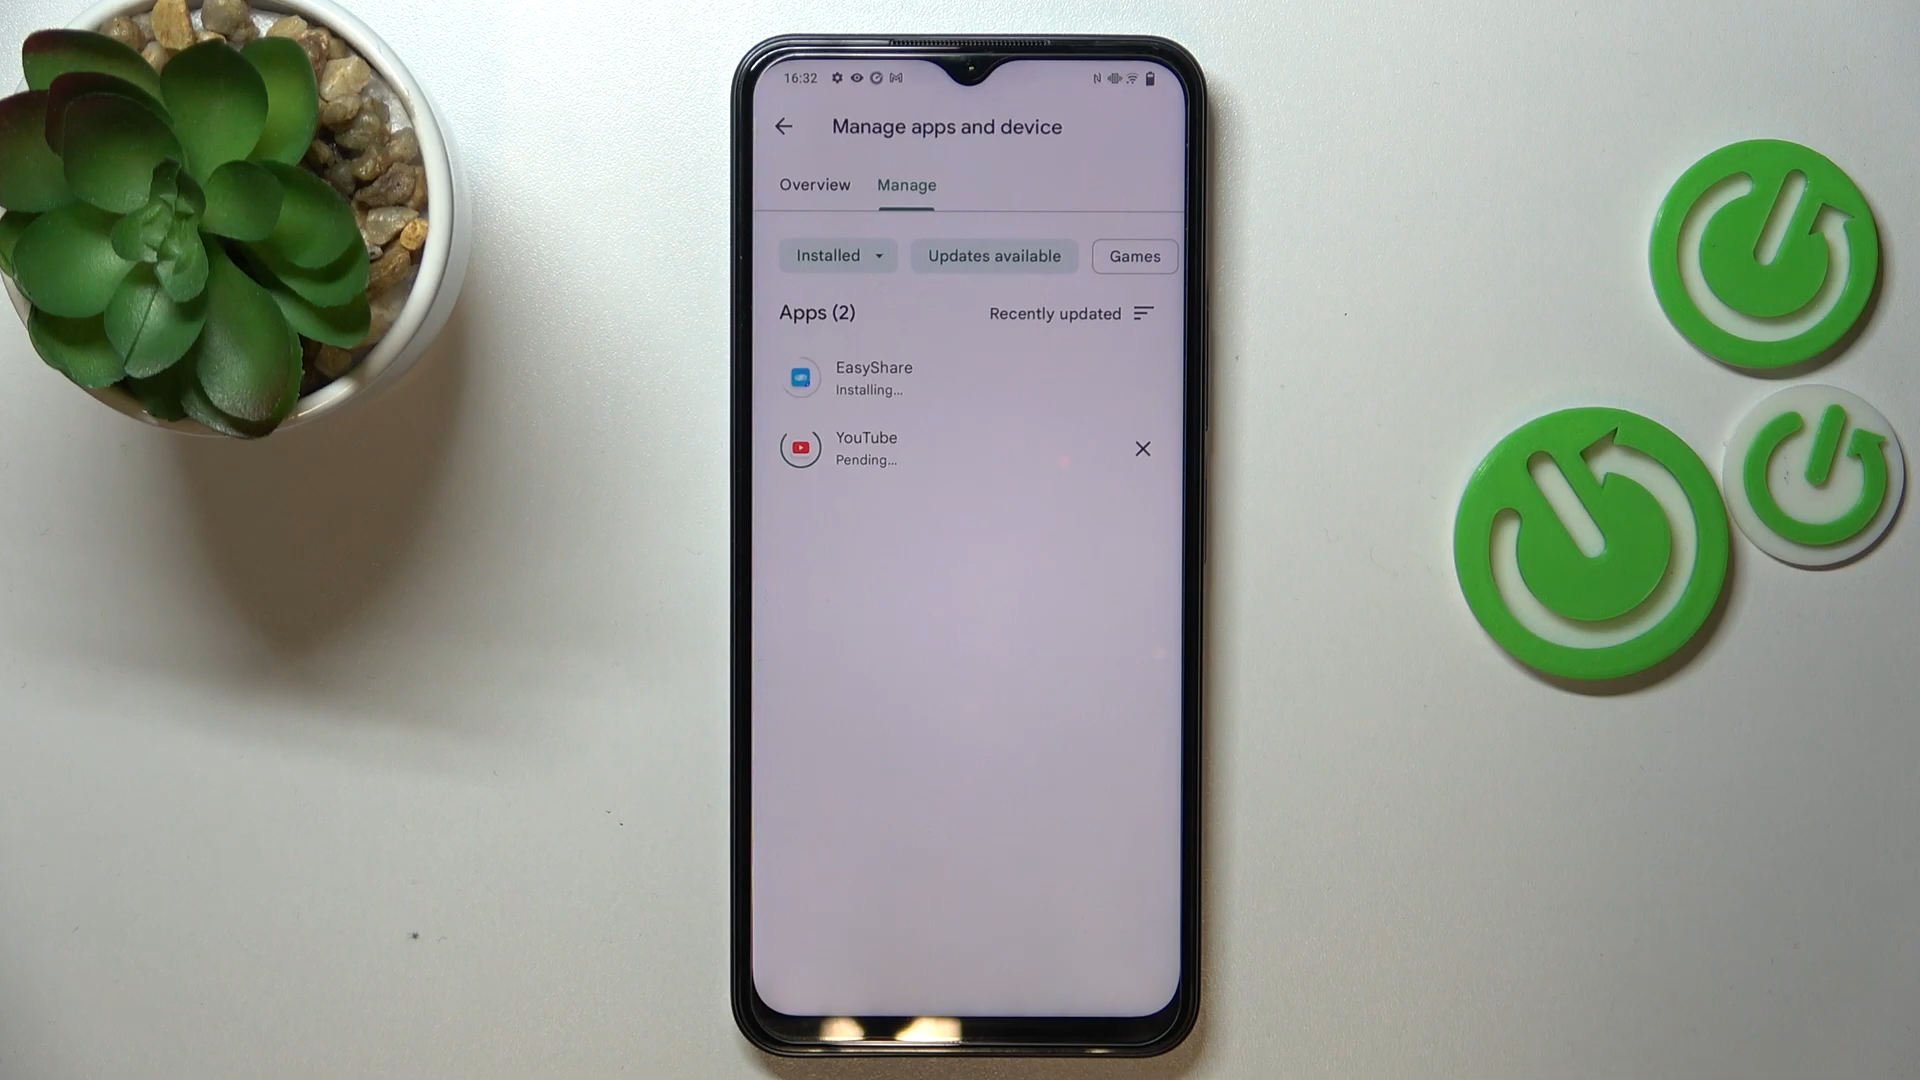 16:32
Manage apps and device
Overview Manage
Installed Updates available Games
Apps (2) Recently updated
EasyShare
Installing...
YouTube
Pending...